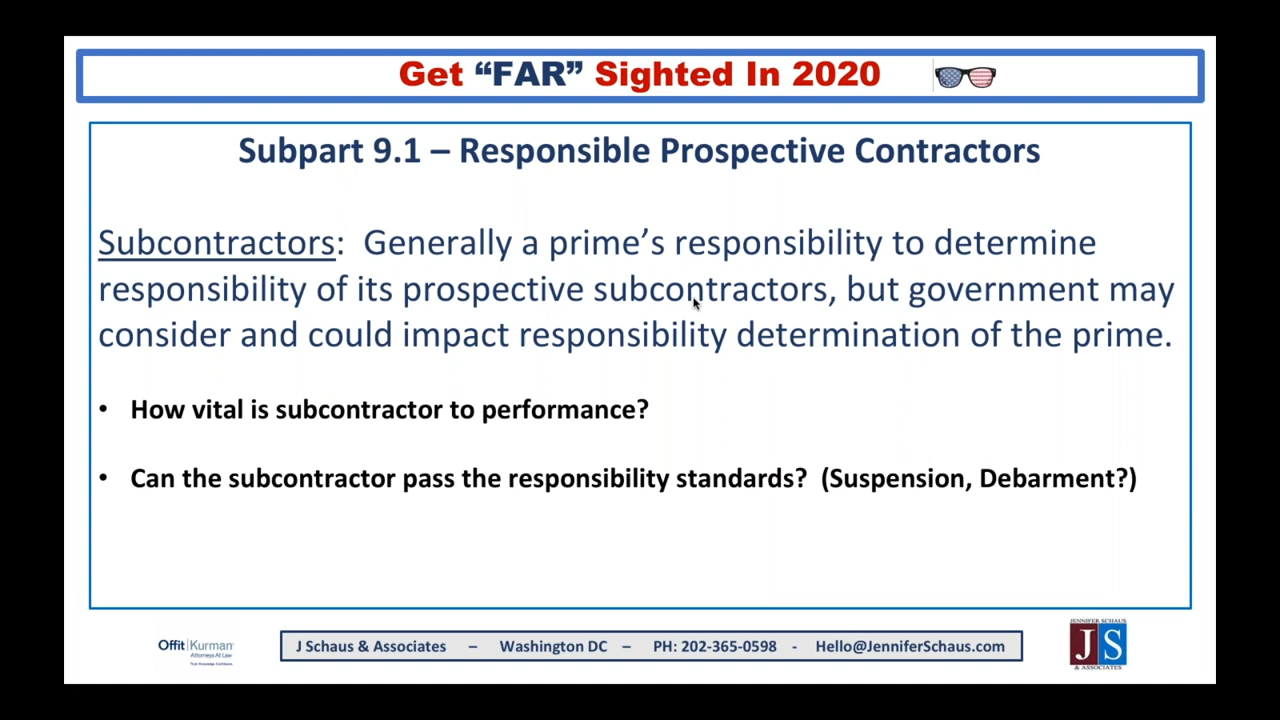 Get “FAR” Sighted In 2020
Subpart 9.1 – Responsible Prospective Contractors
Subcontractors: Generally a prime’s responsibility to determine
responsibility of its prospective subcontractors, but government may
consider and could impact responsibility determination of the prime.
• How vital is subcontractor to performance?
• Can the subcontractor pass the responsibility standards? (Suspension, Debarment?)
Offit|Kurman
Attorneys At Law
J Schaus & Associates – Washington DC – PH: 202-365-0598 - Hello@JenniferSchaus.com
JENNIFER SCHAUS
JS
& ASSOCIATES